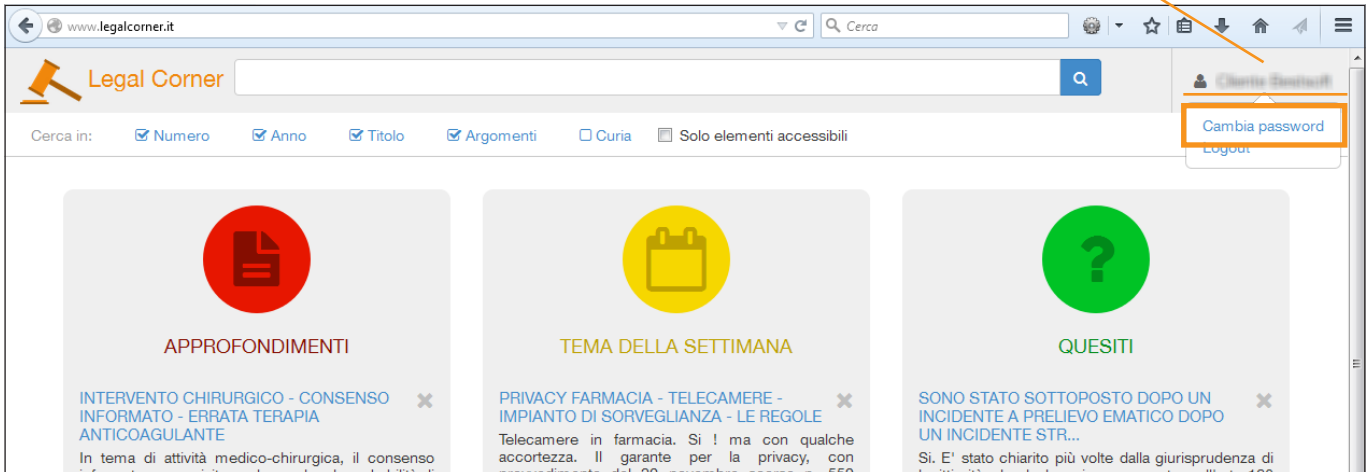 www.legalcorner.it
Cerca
Legal Corner
Cerca in: Numero Anno Titolo Argomenti Curia Solo elementi accessibili
Cambia password
Logout
APPROFONDIMENTI
INTERVENTO CHIRURGICO - CONSENSO
INFORMATO - ERRATA TERAPIA
ANTICOAGULANTE
In tema di attività medico-chirurgica, il consenso
TEMA DELLA SETTIMANA
PRIVACY FARMACIA - TELECAMERE -
IMPIANTO DI SORVEGLIANZA - LE REGOLE
Telecamere in farmacia. Si ! ma con qualche
accortezza. Il garante per la privacy, con
QUESITI
SONO STATO SOTTOPOSTO DOPO UN
INCIDENTE A PRELIEVO EMATICO DOPO
UN INCIDENTE STR...
Si. E' stato chiarito più volte dalla giurisprudenza di